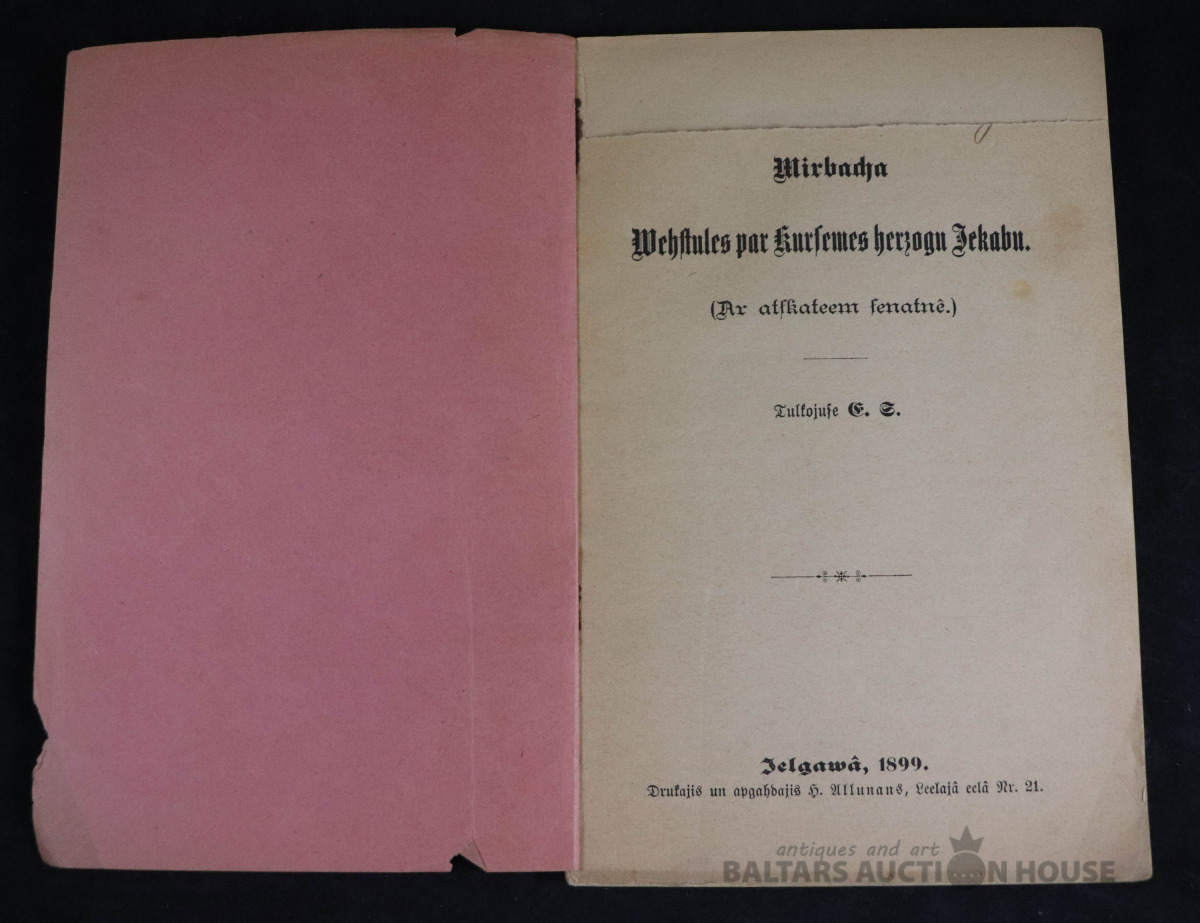 Mirbacha
Wehſtules par Kurſemes herzogu Jekabu.
(Ar atſkateem ſenatnê.)
Tulkojuſe E. S.
Jelgawâ, 1899.
Drukajis un apgahdajis H. Allunans, Leelajâ eelâ Nr. 21.
antiques and art
BALTARS AUCTION HOUSE